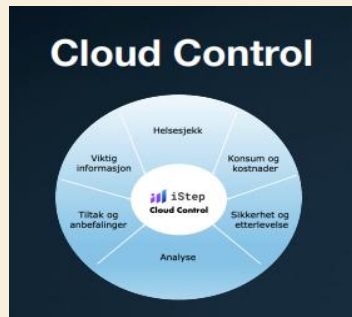 Cloud Control
Helsesjekk
Viktig
informasjon
Konsum og
kostnader
iStep
Cloud Control
Tiltak og
anbefalinger
Sikkerhet og
etterlevelse
Analyse